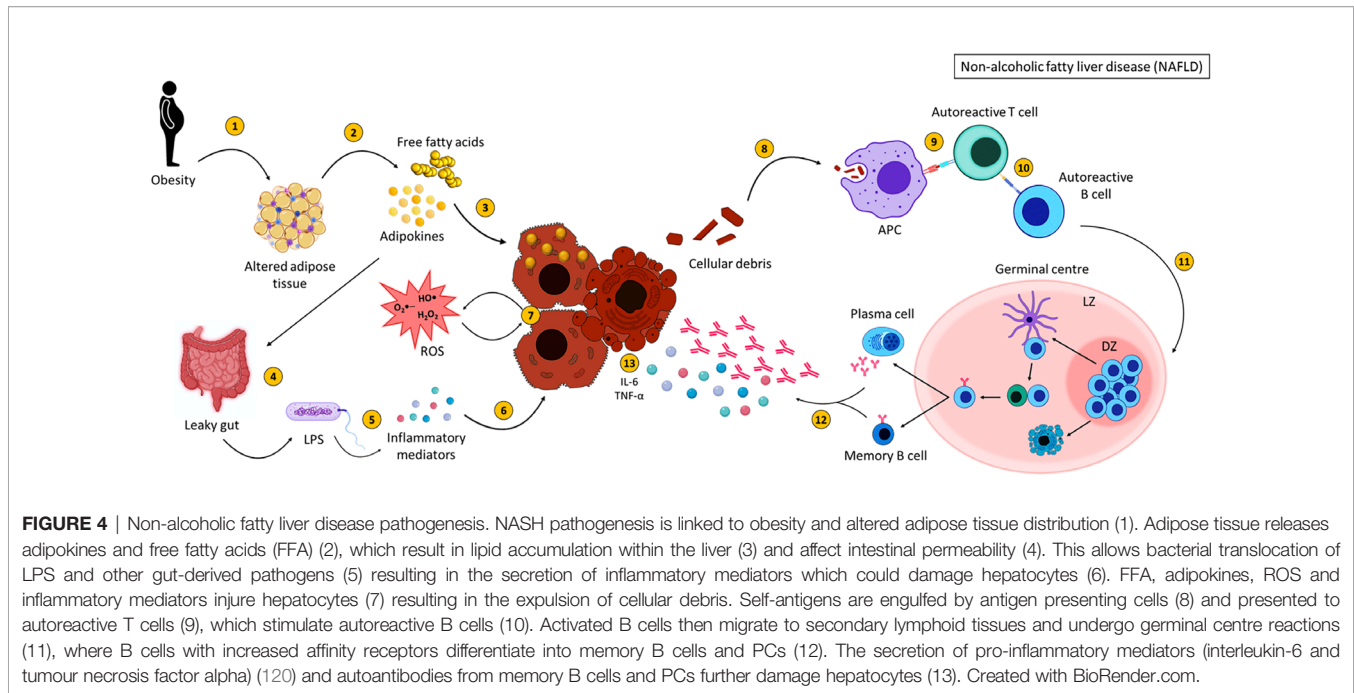 Non-alcoholic fatty liver disease (NAFLD)
Obesity
1
Altered adipose
tissue
2
Free fatty acids
Adipokines
3
O₂•−
HO•
H₂O₂
ROS
7
Leaky gut
4
LPS
5
Inflammatory
mediators
6
13
IL-6
TNF-α
Cellular debris
8
APC
9
Autoreactive T cell
10
Autoreactive
B cell
11
Germinal centre
LZ
DZ
Plasma cell
Memory B cell
12
FIGURE 4 | Non-alcoholic fatty liver disease pathogenesis. NASH pathogenesis is linked to obesity and altered adipose tissue distribution (1). Adipose tissue releases
adipokines and free fatty acids (FFA) (2), which result in lipid accumulation within the liver (3) and affect intestinal permeability (4). This allows bacterial translocation of
LPS and other gut-derived pathogens (5) resulting in the secretion of inflammatory mediators which could damage hepatocytes (6). FFA, adipokines, ROS and
inflammatory mediators injure hepatocytes (7) resulting in the expulsion of cellular debris. Self-antigens are engulfed by antigen presenting cells (8) and presented to
autoreactive T cells (9), which stimulate autoreactive B cells (10). Activated B cells then migrate to secondary lymphoid tissues and undergo germinal centre reactions
(11), where B cells with increased affinity receptors differentiate into memory B cells and PCs (12). The secretion of pro-inflammatory mediators (interleukin-6 and
tumour necrosis factor alpha) (120) and autoantibodies from memory B cells and PCs further damage hepatocytes (13). Created with BioRender.com.